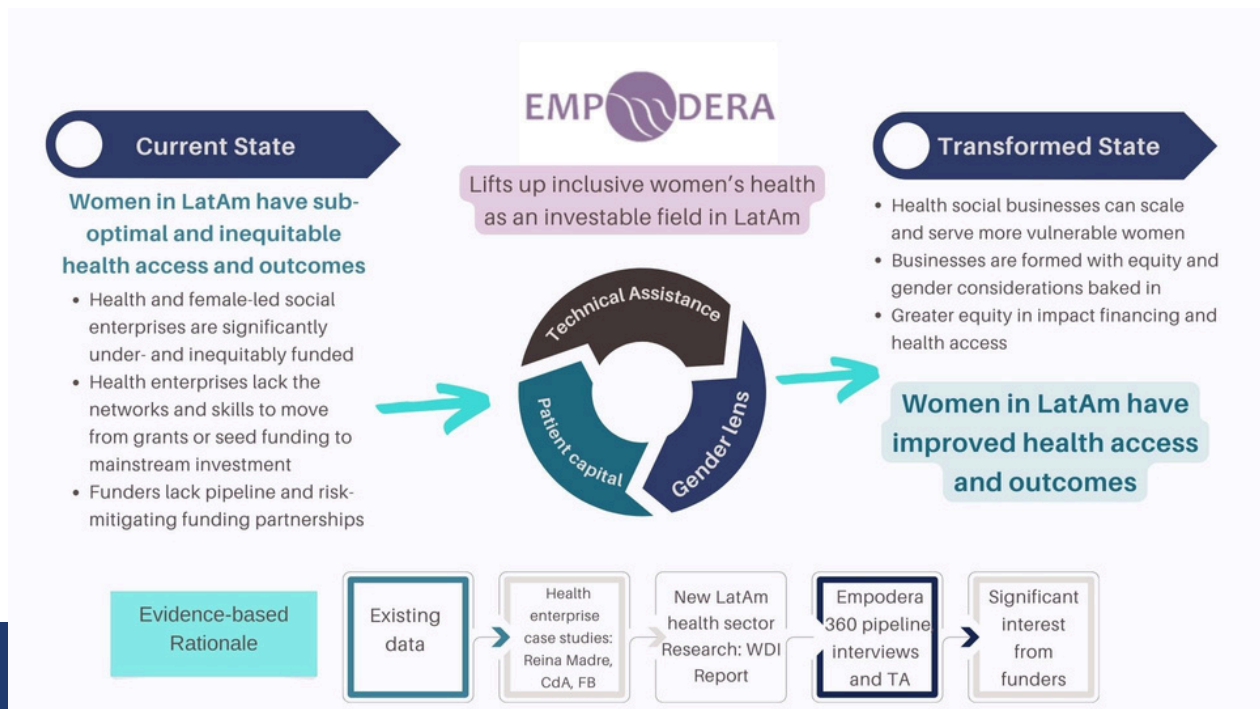 EMPODERA
Current State
Transformed State
Lifts up inclusive women's health
as an investable field in LatAm
Women in LatAm have sub-
optimal and inequitable
health access and outcomes
• Health and female-led social
enterprises are significantly
under- and inequitably funded
• Health enterprises lack the
networks and skills to move
from grants or seed funding to
mainstream investment
• Funders lack pipeline and risk-
mitigating funding partnerships
Technical Assistance
Patient capital
Gender lens
• Health social businesses can scale
and serve more vulnerable women
• Businesses are formed with equity and
gender considerations baked in
• Greater equity in impact financing and
health access
Women in LatAm have
improved health access
and outcomes
Evidence-based
Rationale
Existing
data
Health
enterprise
case studies:
Reina Madre,
CdA, FB
New LatAm
health sector
Research: WDI
Report
Empodera
360 pipeline
interviews
and TA
Significant
interest
from
funders